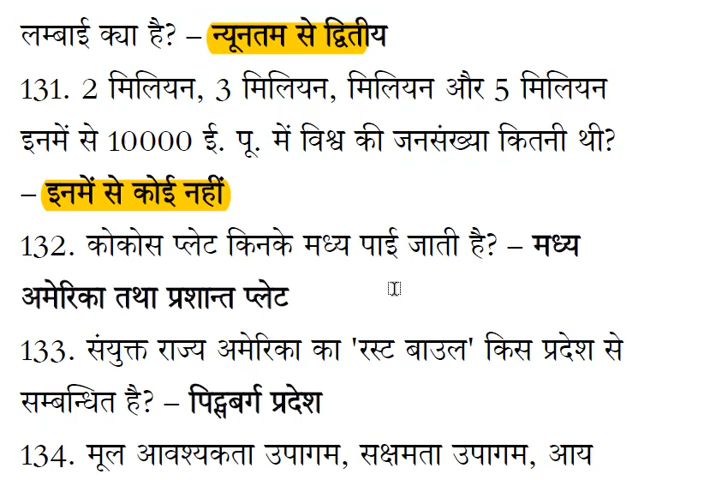 लम्बाई क्या है? – न्यूनतम से द्वितीय
131. 2 मिलियन, 3 मिलियन, मिलियन और 5 मिलियन
इनमें से 10000 ई. पू. में विश्व की जनसंख्या कितनी थी?
– इनमें से कोई नहीं
132. कोकोस प्लेट किनके मध्य पाई जाती है? – मध्य
अमेरिका तथा प्रशान्त प्लेट
133. संयुक्त राज्य अमेरिका का 'रस्ट बाउल' किस प्रदेश से
सम्बन्धित है? – पिट्सबर्ग प्रदेश
134. मूल आवश्यकता उपागम, सक्षमता उपागम, आय